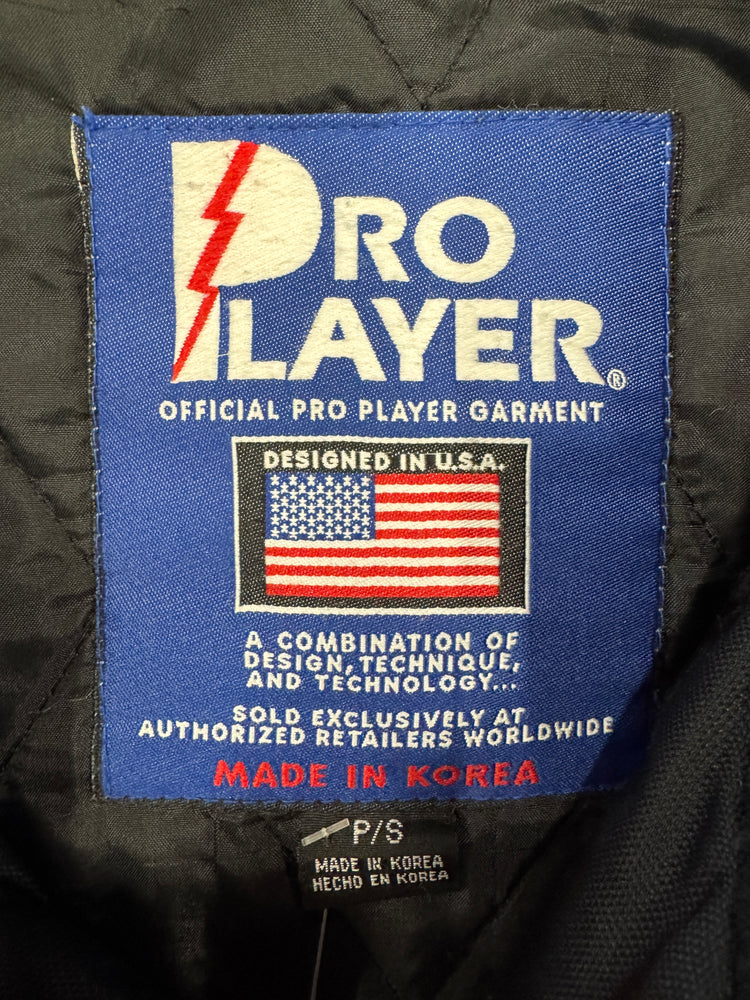 PRO
PLAYER®
OFFICIAL PRO PLAYER GARMENT
DESIGNED IN U.S.A.
A COMBINATION OF
DESIGN, TECHNIQUE,
AND TECHNOLOGY...
SOLD EXCLUSIVELY AT
AUTHORIZED RETAILERS WORLDWIDE
MADE IN KOREA
P/S
MADE IN KOREA
HECHO EN KOREA